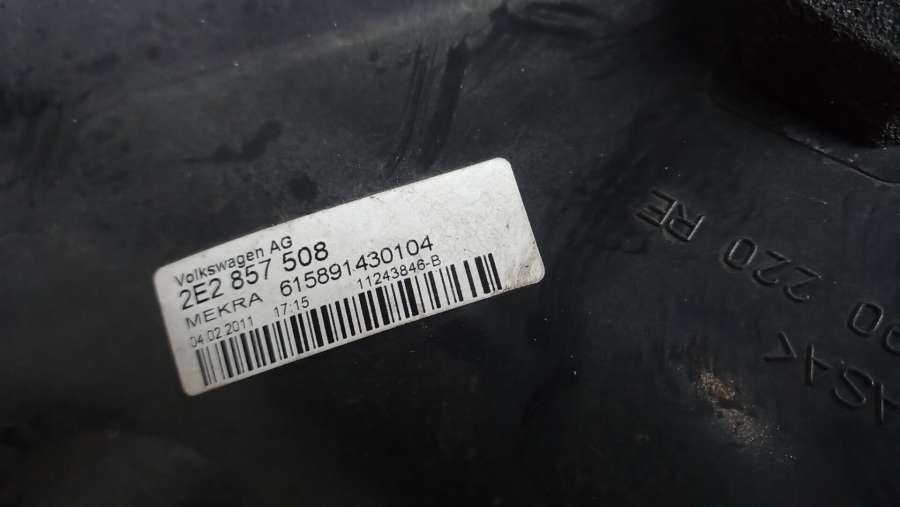 Volkswagen AG
2E2 857 508
MEKRA 615891430104
04.02.2011 17:15 11243846-B
220 RE